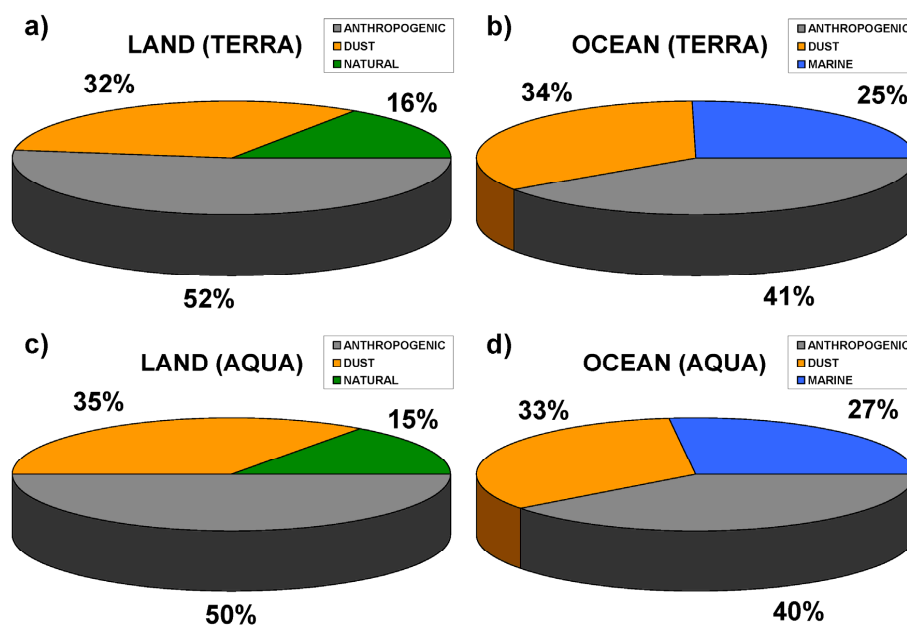 a)
LAND (TERRA)
ANTHROPOGENIC
DUST
NATURAL
32%
16%
52%
b)
OCEAN (TERRA)
ANTHROPOGENIC
DUST
MARINE
34%
25%
41%
c)
LAND (AQUA)
ANTHROPOGENIC
DUST
NATURAL
35%
15%
50%
d)
OCEAN (AQUA)
ANTHROPOGENIC
DUST
MARINE
33%
27%
40%